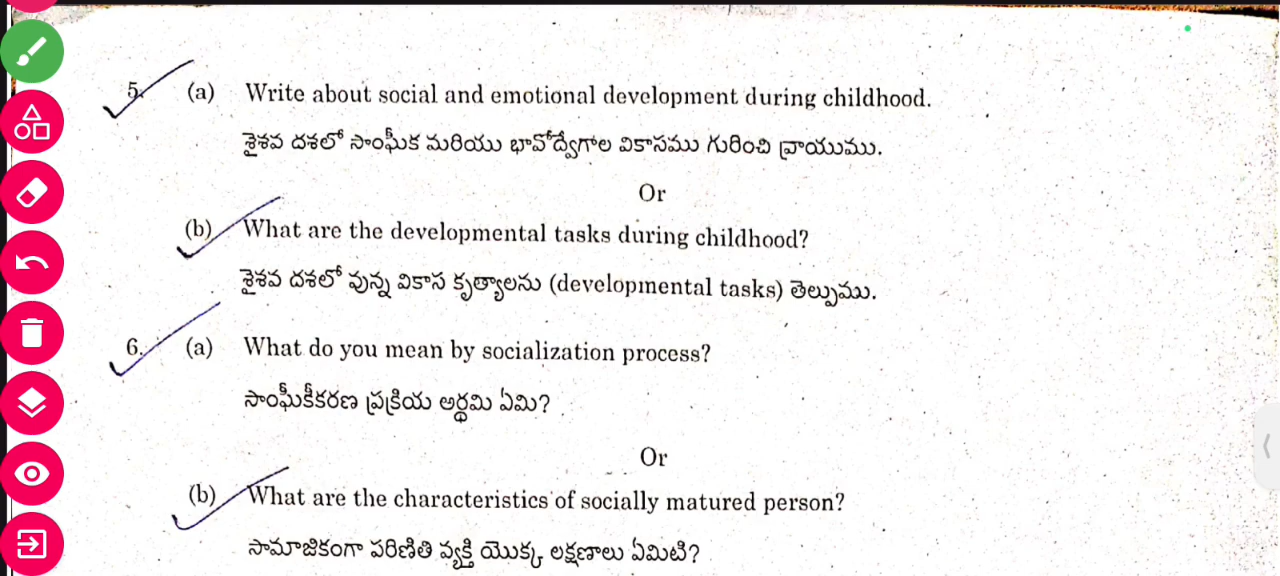 5. (a) Write about social and emotional development during childhood.
శైశవ దశలో సాంఘీక మరియు భావోద్వేగాల వికాసము గురించి వ్రాయుము.
Or
(b) What are the developmental tasks during childhood?
శైశవ దశలో వున్న వికాస కృత్యాలను (developmental tasks) తెల్పుము.
6. (a) What do you mean by socialization process?
సాంఘీకీకరణ ప్రక్రియ అర్థమి ఏమి?
Or
(b) What are the characteristics of socially matured person?
సామాజికంగా పరిణితి వ్యక్తి యొక్క లక్షణాలు ఏమిటి?